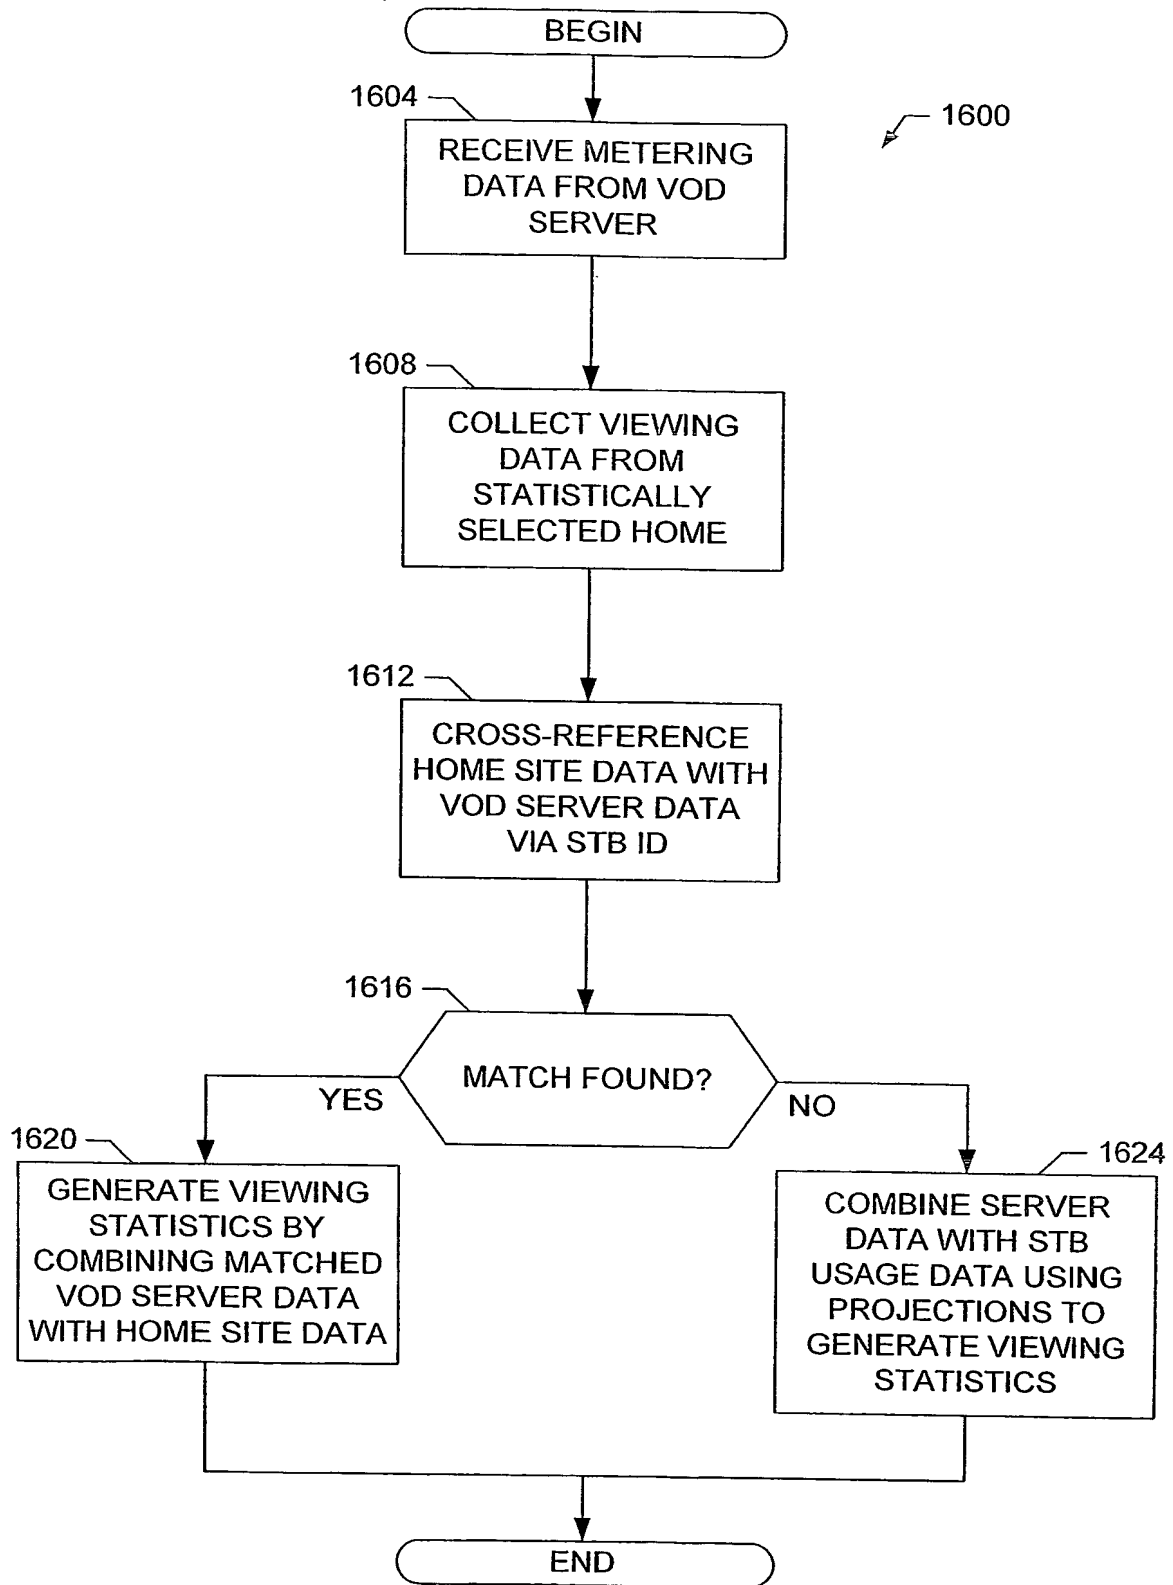 BEGIN
1604
1600
RECEIVE METERING
DATA FROM VOD
SERVER
1608
COLLECT VIEWING
DATA FROM
STATISTICALLY
SELECTED HOME
1612
CROSS-REFERENCE
HOME SITE DATA WITH
VOD SERVER DATA
VIA STB ID
1616
MATCH FOUND?
YES
NO
1620
GENERATE VIEWING
STATISTICS BY
COMBINING MATCHED
VOD SERVER DATA
WITH HOME SITE DATA
1624
COMBINE SERVER
DATA WITH STB
USAGE DATA USING
PROJECTIONS TO
GENERATE VIEWING
STATISTICS
END